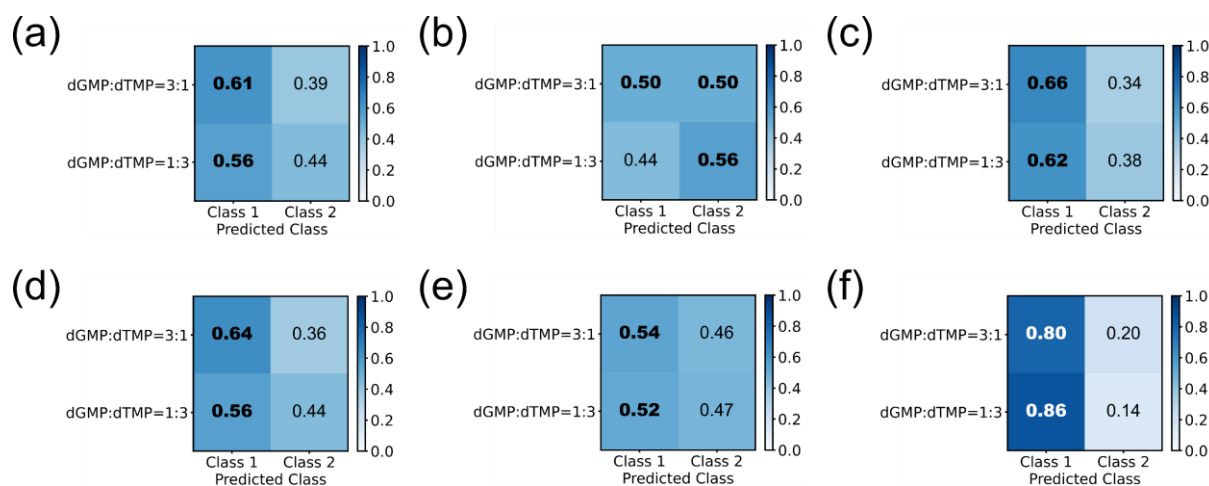 (a)
1.0
dGMP:dTMP=3:1 0.61 0.39 0.8
0.6
0.4
dGMP:dTMP=1:3 0.56 0.44 0.2
0.0
Class 1 Class 2
Predicted Class
(b)
1.0
dGMP:dTMP=3:1 0.50 0.50 0.8
0.6
0.4
dGMP:dTMP=1:3 0.44 0.56 0.2
0.0
Class 1 Class 2
Predicted Class
(c)
1.0
dGMP:dTMP=3:1 0.66 0.34 0.8
0.6
0.4
dGMP:dTMP=1:3 0.62 0.38 0.2
0.0
Class 1 Class 2
Predicted Class
(d)
1.0
dGMP:dTMP=3:1 0.64 0.36 0.8
0.6
0.4
dGMP:dTMP=1:3 0.56 0.44 0.2
0.0
Class 1 Class 2
Predicted Class
(e)
1.0
dGMP:dTMP=3:1 0.54 0.46 0.8
0.6
0.4
dGMP:dTMP=1:3 0.52 0.47 0.2
0.0
Class 1 Class 2
Predicted Class
(f)
1.0
dGMP:dTMP=3:1 0.80 0.20 0.8
0.6
0.4
dGMP:dTMP=1:3 0.86 0.14 0.2
0.0
Class 1 Class 2
Predicted Class